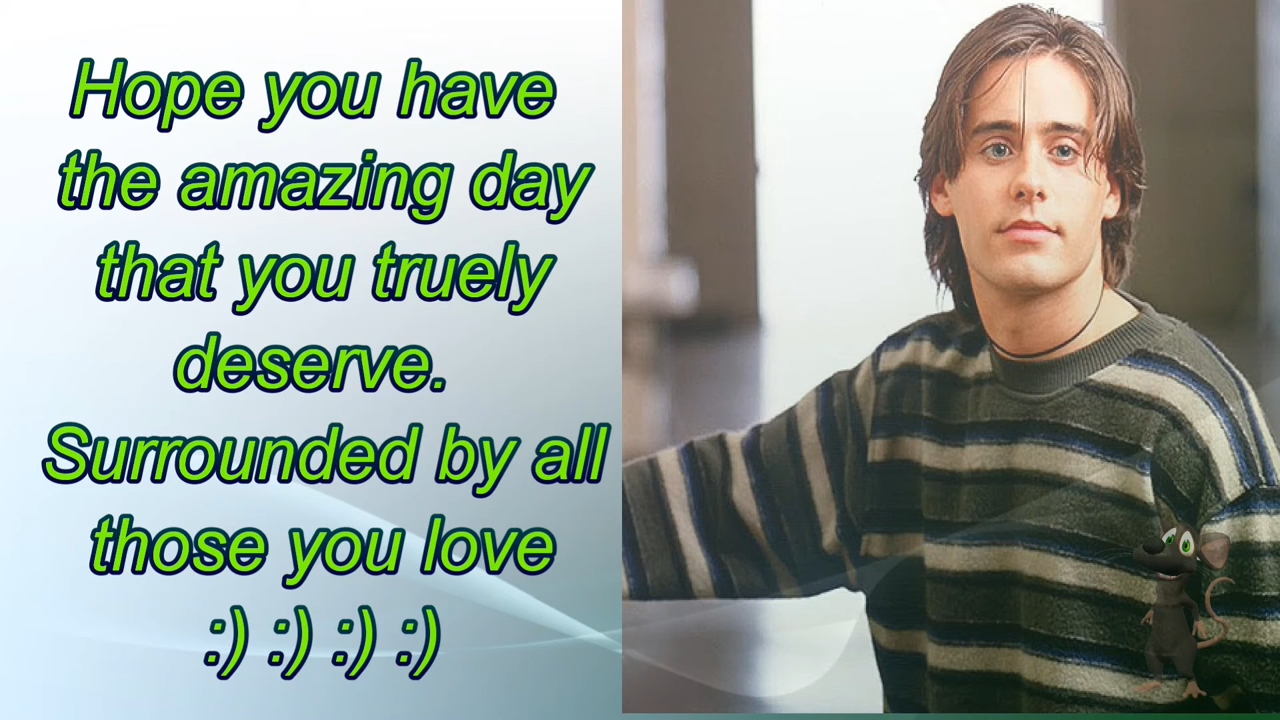 Hope you have
the amazing day
that you truely
deserve.
Surrounded by all
those you love
:) :) :) :)